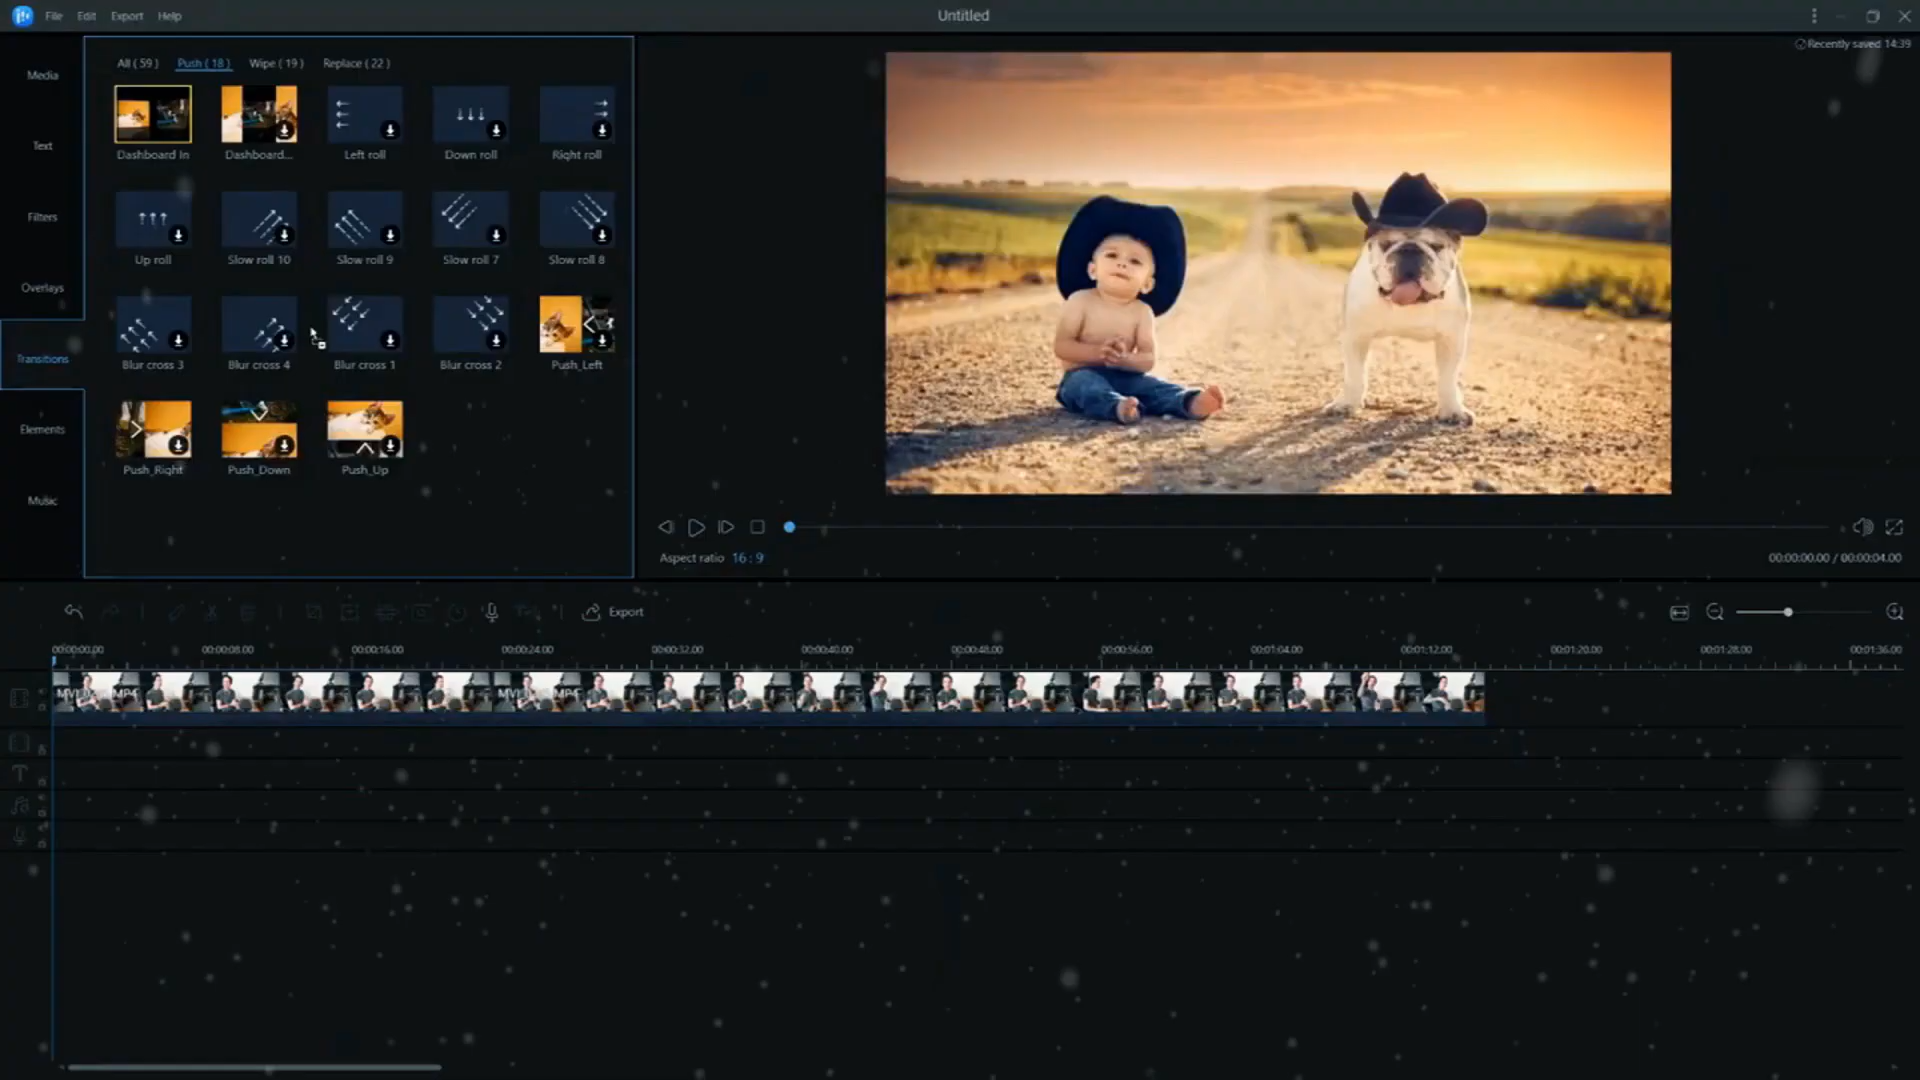 File Edit Export Help
Untitled
Recently saved 14:39
Media
Text
Filters
Overlays
Transitions
Elements
Music
All ( 59 ) Push ( 18 ) Wipe ( 19 ) Replace ( 22 )
Dashboard In Dashboard... Left roll Down roll Right roll
Up roll Slow roll 10 Slow roll 9 Slow roll 7 Slow roll 8
Blur cross 3 Blur cross 4 Blur cross 1 Blur cross 2 Push_Left
Push_Right Push_Down Push_Up
Aspect ratio 16 : 9
00:00:00.00 / 00:00:04.00
Export
00:00:00.00 00:00:08.00 00:00:16.00 00:00:24.00 00:00:32.00 00:00:40.00 00:00:48.00 00:00:56.00 00:01:04.00 00:01:12.00 00:01:20.00 00:01:28.00 00:01:36.00